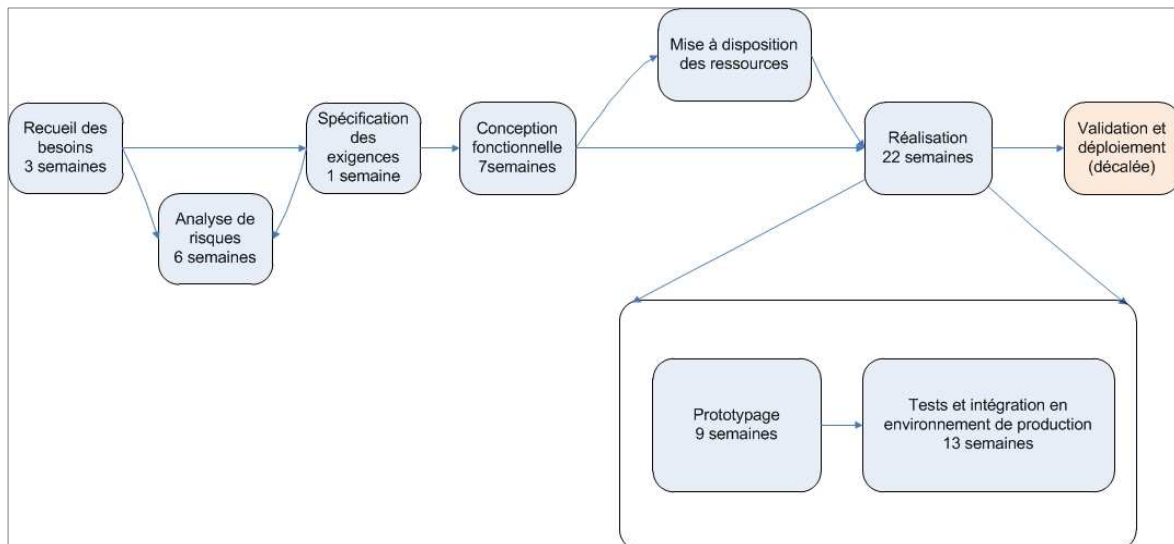 Recueil des
besoins
3 semaines
Analyse de
risques
6 semaines
Spécification
des
exigences
1 semaine
Conception
fonctionnelle
7semaines
Mise à disposition
des ressources
Réalisation
22 semaines
Validation et
déploiement
(décalée)
Prototypage
9 semaines
Tests et intégration en
environnement de production
13 semaines